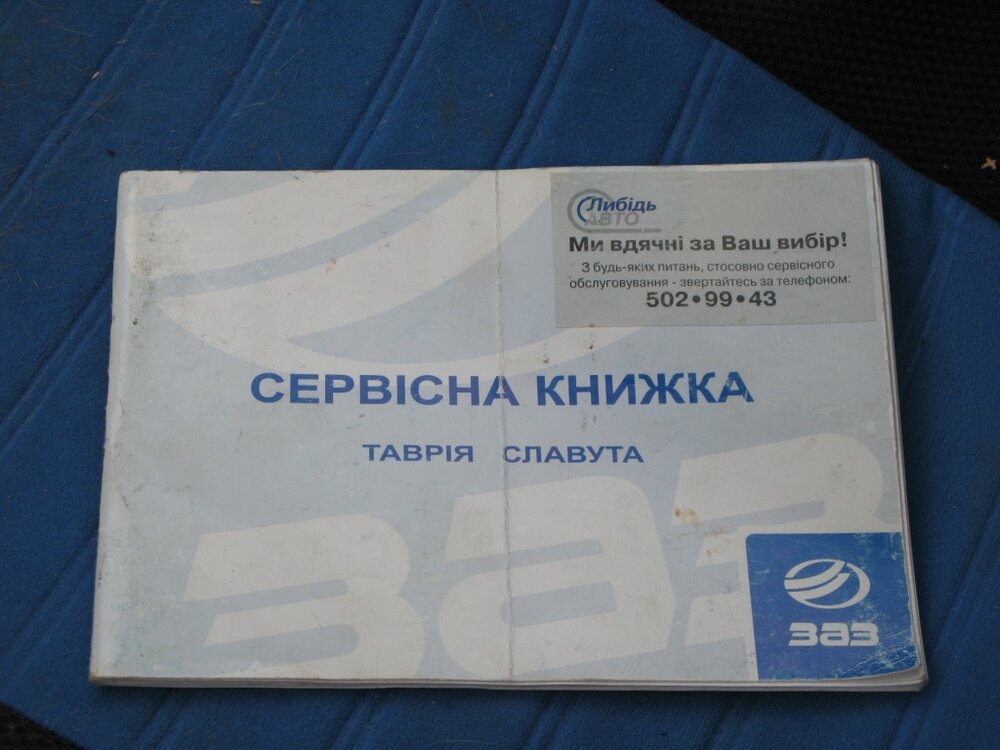 Либідь
АВТО
Ми вдячні за Ваш вибір!
З будь-яких питань, стосовно сервісного
обслуговування - звертайтесь за телефоном:
502•99•43
СЕРВІСНА КНИЖКА
ТАВРІЯ СЛАВУТА
ЗАЗ
ЗАЗ